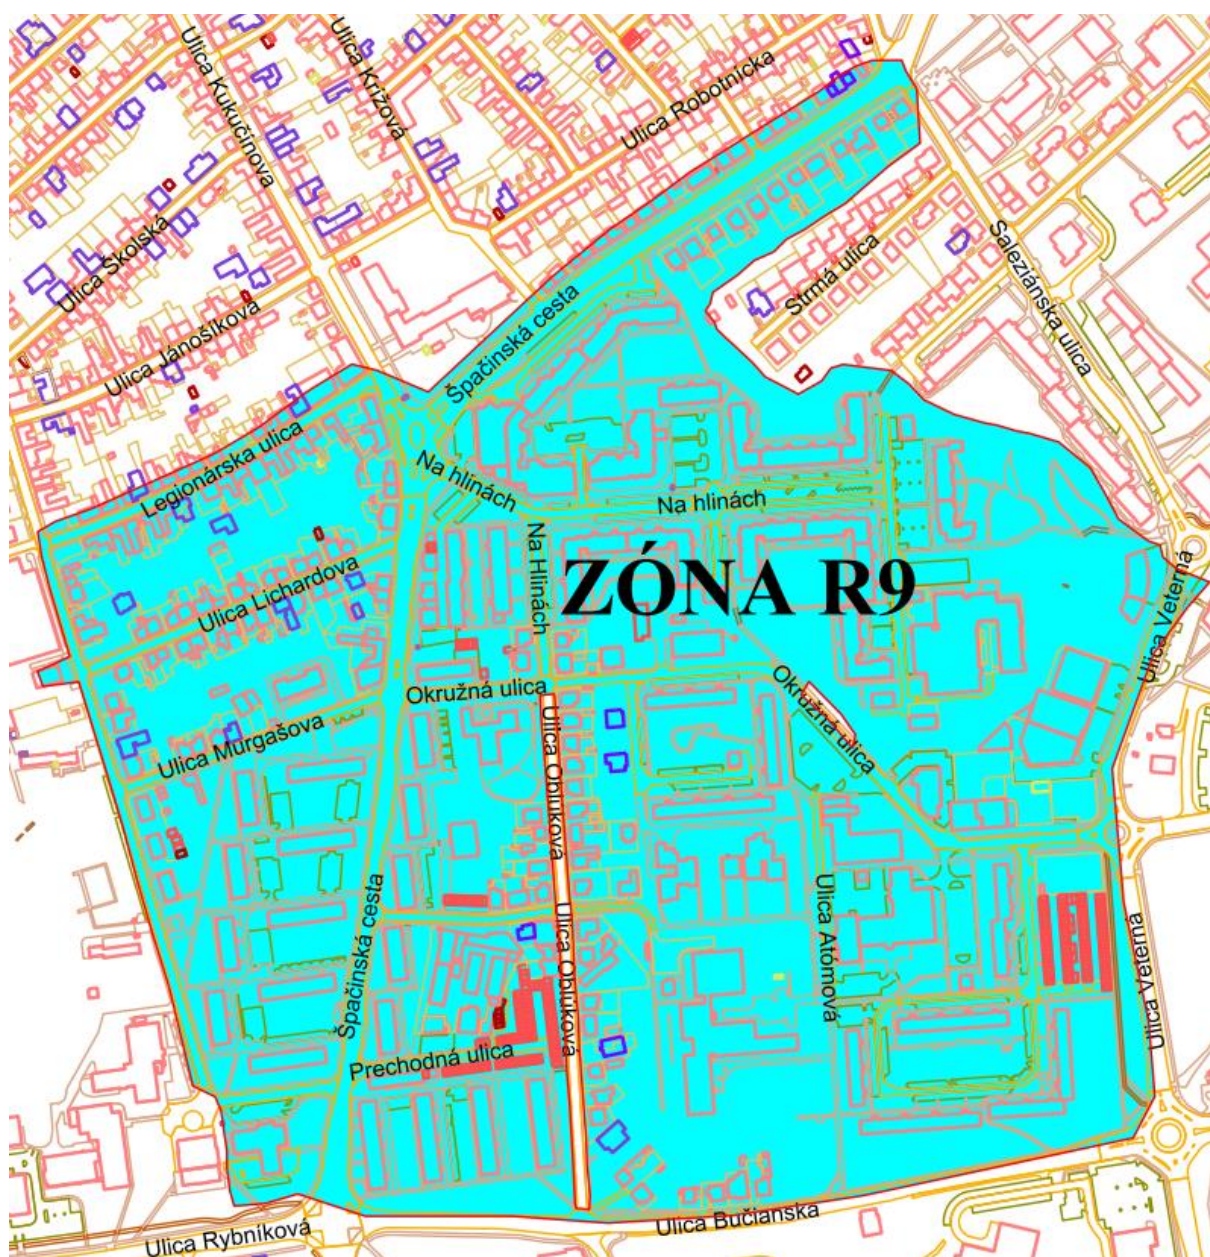 Ulica Kukučínova
Ulica Krížová
Ulica Robotnícka
Ulica Školská
Ulica Jánošíkova
Strmá ulica
Saleziánska ulica
Špačinská cesta
Legionárska ulica
Na hlinách
Na hlinách
Na Hlinách
ZÓNA R9
Ulica Lichardova
Ulica Veterná
Okružná ulica
Okružná ulica
Ulica Murgašova
Ulica Oblúková
Špačinská cesta
Ulica Atómová
Ulica Oblúková
Ulica Veterná
Prechodná ulica
Ulica Bučianska
Ulica Rybníková